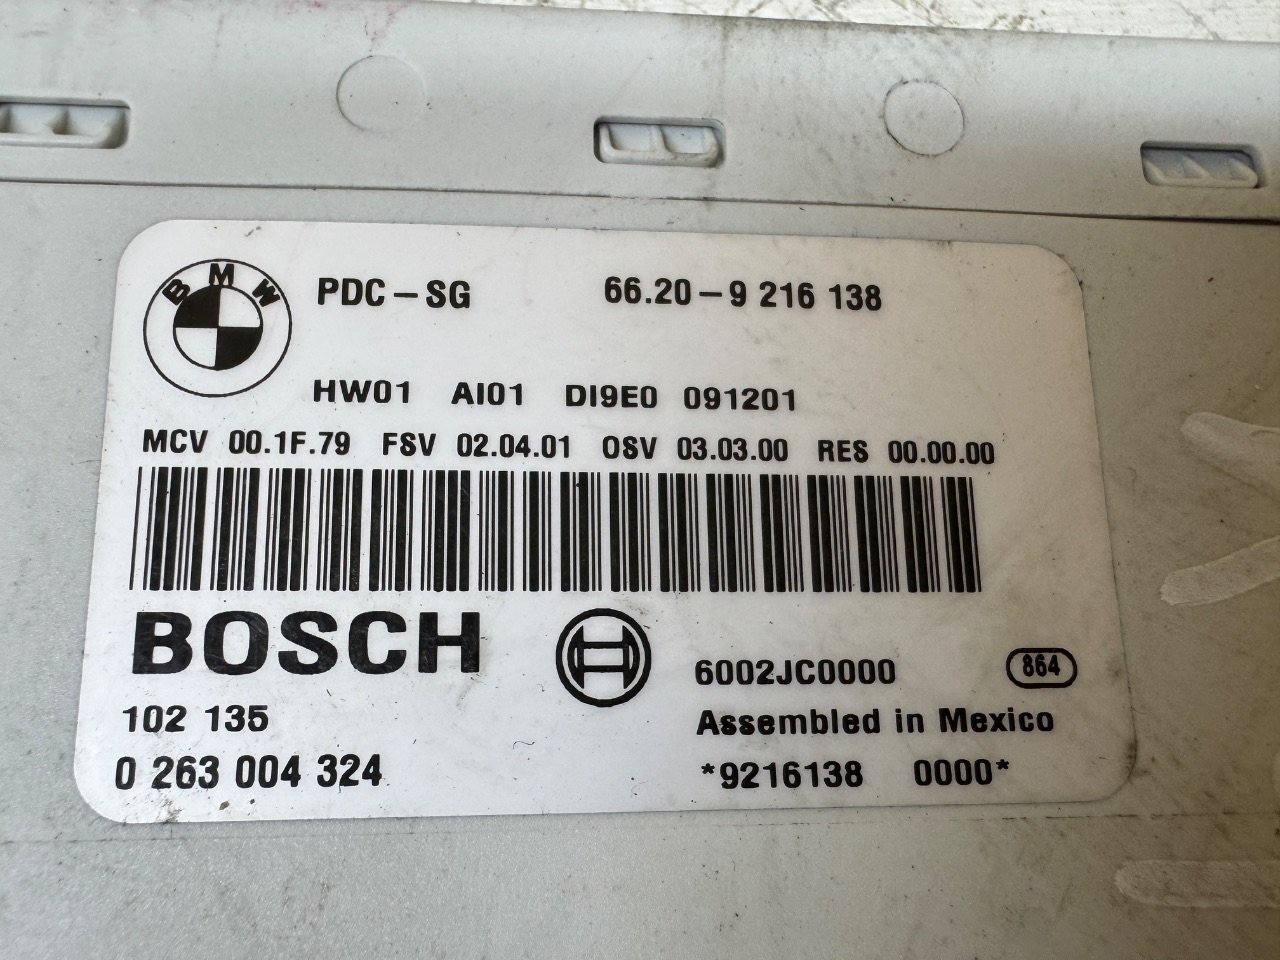 BMW
PDC-SG 66.20-9 216 138
HW01 AI01 DI9E0 091201
MCV 00.1F.79 FSV 02.04.01 OSV 03.03.00 RES 00.00.00
BOSCH
6002JC0000 864
102 135 Assembled in Mexico
0 263 004 324 *9216138 0000*